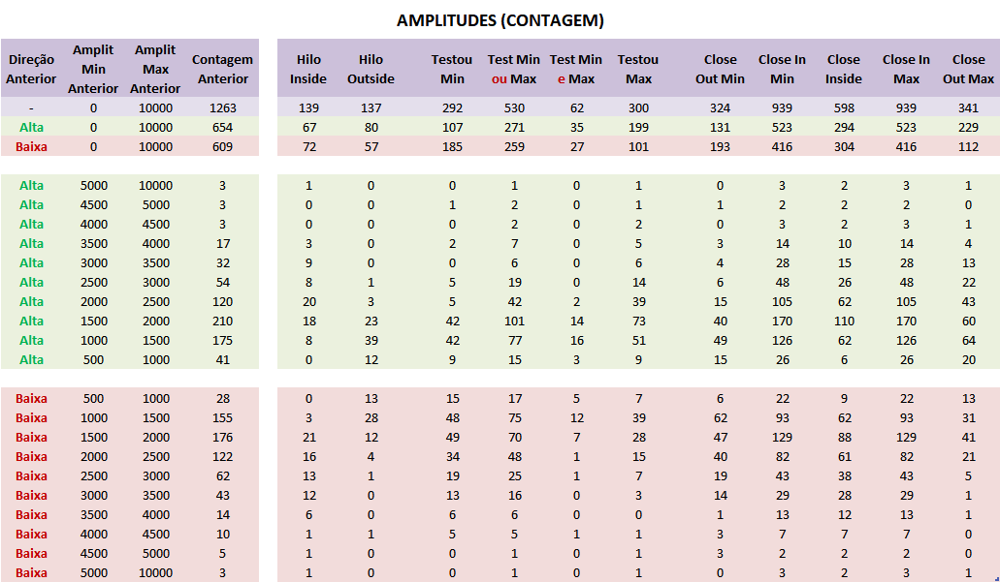 AMPLITUDES (CONTAGEM)
Direção Anterior Amplit Min Anterior Amplit Max Anterior Contagem Anterior Hilo Inside Hilo Outside Testou Min Test Min ou Max Test Min e Max Testou Max Close Out Min Close In Min Close Inside Close In Max Close Out Max
- 0 10000 1263 139 137 292 530 62 300 324 939 598 939 341
Alta 0 10000 654 67 80 107 271 35 199 131 523 294 523 229
Baixa 0 10000 609 72 57 185 259 27 101 193 416 304 416 112
Alta 5000 10000 3 1 0 0 1 0 1 0 3 2 3 1
Alta 4500 5000 3 0 0 1 2 0 1 1 2 2 2 0
Alta 4000 4500 3 0 0 0 2 0 2 0 3 2 3 1
Alta 3500 4000 17 3 0 2 7 0 5 3 14 10 14 4
Alta 3000 3500 32 9 0 0 6 0 6 4 28 15 28 13
Alta 2500 3000 54 8 1 5 19 0 14 6 48 26 48 22
Alta 2000 2500 120 20 3 5 42 2 39 15 105 62 105 43
Alta 1500 2000 210 18 23 42 101 14 73 40 170 110 170 60
Alta 1000 1500 175 8 39 42 77 16 51 49 126 62 126 64
Alta 500 1000 41 0 12 9 15 3 9 15 26 6 26 20
Baixa 500 1000 28 0 13 15 17 5 7 6 22 9 22 13
Baixa 1000 1500 155 3 28 48 75 12 39 62 93 62 93 31
Baixa 1500 2000 176 21 12 49 70 7 28 47 129 88 129 41
Baixa 2000 2500 122 16 4 34 48 1 15 40 82 61 82 21
Baixa 2500 3000 62 13 1 19 25 1 7 19 43 38 43 5
Baixa 3000 3500 43 12 0 13 16 0 3 14 29 28 29 1
Baixa 3500 4000 14 6 0 6 6 0 0 1 13 12 13 1
Baixa 4000 4500 10 1 1 5 5 1 1 3 7 7 7 0
Baixa 4500 5000 5 1 0 0 1 0 1 3 2 2 2 0
Baixa 5000 10000 3 1 0 0 1 0 1 0 3 2 3 1